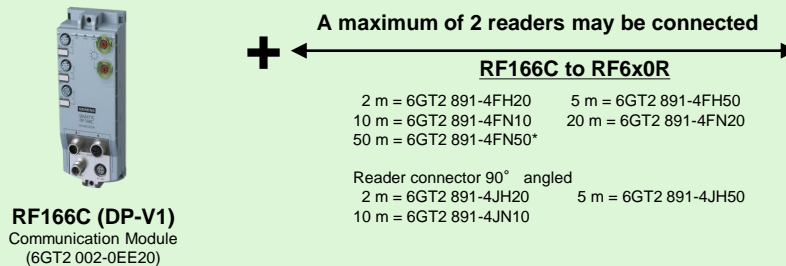 A maximum of 2 readers may be connected
+
RF166C to RF6x0R
2 m = 6GT2 891-4FH20 5 m = 6GT2 891-4FH50
10 m = 6GT2 891-4FN10 20 m = 6GT2 891-4FN20
50 m = 6GT2 891-4FN50*
Reader connector 90° angled
2 m = 6GT2 891-4JH20 5 m = 6GT2 891-4JH50
10 m = 6GT2 891-4JN10
SIEMENS
RF166C (DP-V1)
Communication Module
(6GT2 002-0EE20)